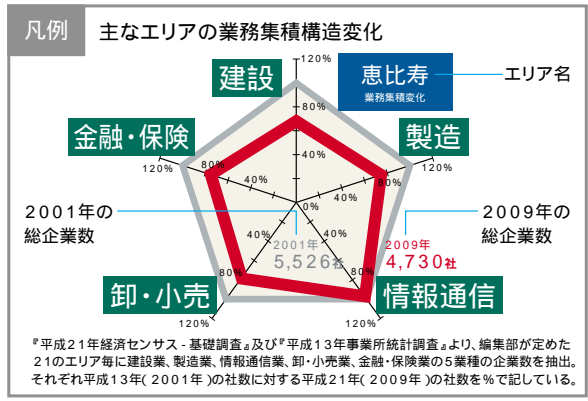 凡例 主なエリアの業務集積構造変化
120%
建設
恵比寿
業務集積変化
エリア名
80%
金融・保険
製造
120%
80%
40%
80%
120%
40%
40%
0%
2001年の
総企業数
2009年の
総企業数
40%
40%
2001年
5,526社
2009年
4,730社
80%
80%
卸・小売
情報通信
120%
120%
『平成21年経済センサス-基礎調査』及び『平成13年事業所統計調査』より、編集部が定めた
21のエリア毎に建設業、製造業、情報通信業、卸・小売業、金融・保険業の5業種の企業数を抽出。
それぞれ平成13年(2001年)の社数に対する平成21年(2009年)の社数を%で記している。